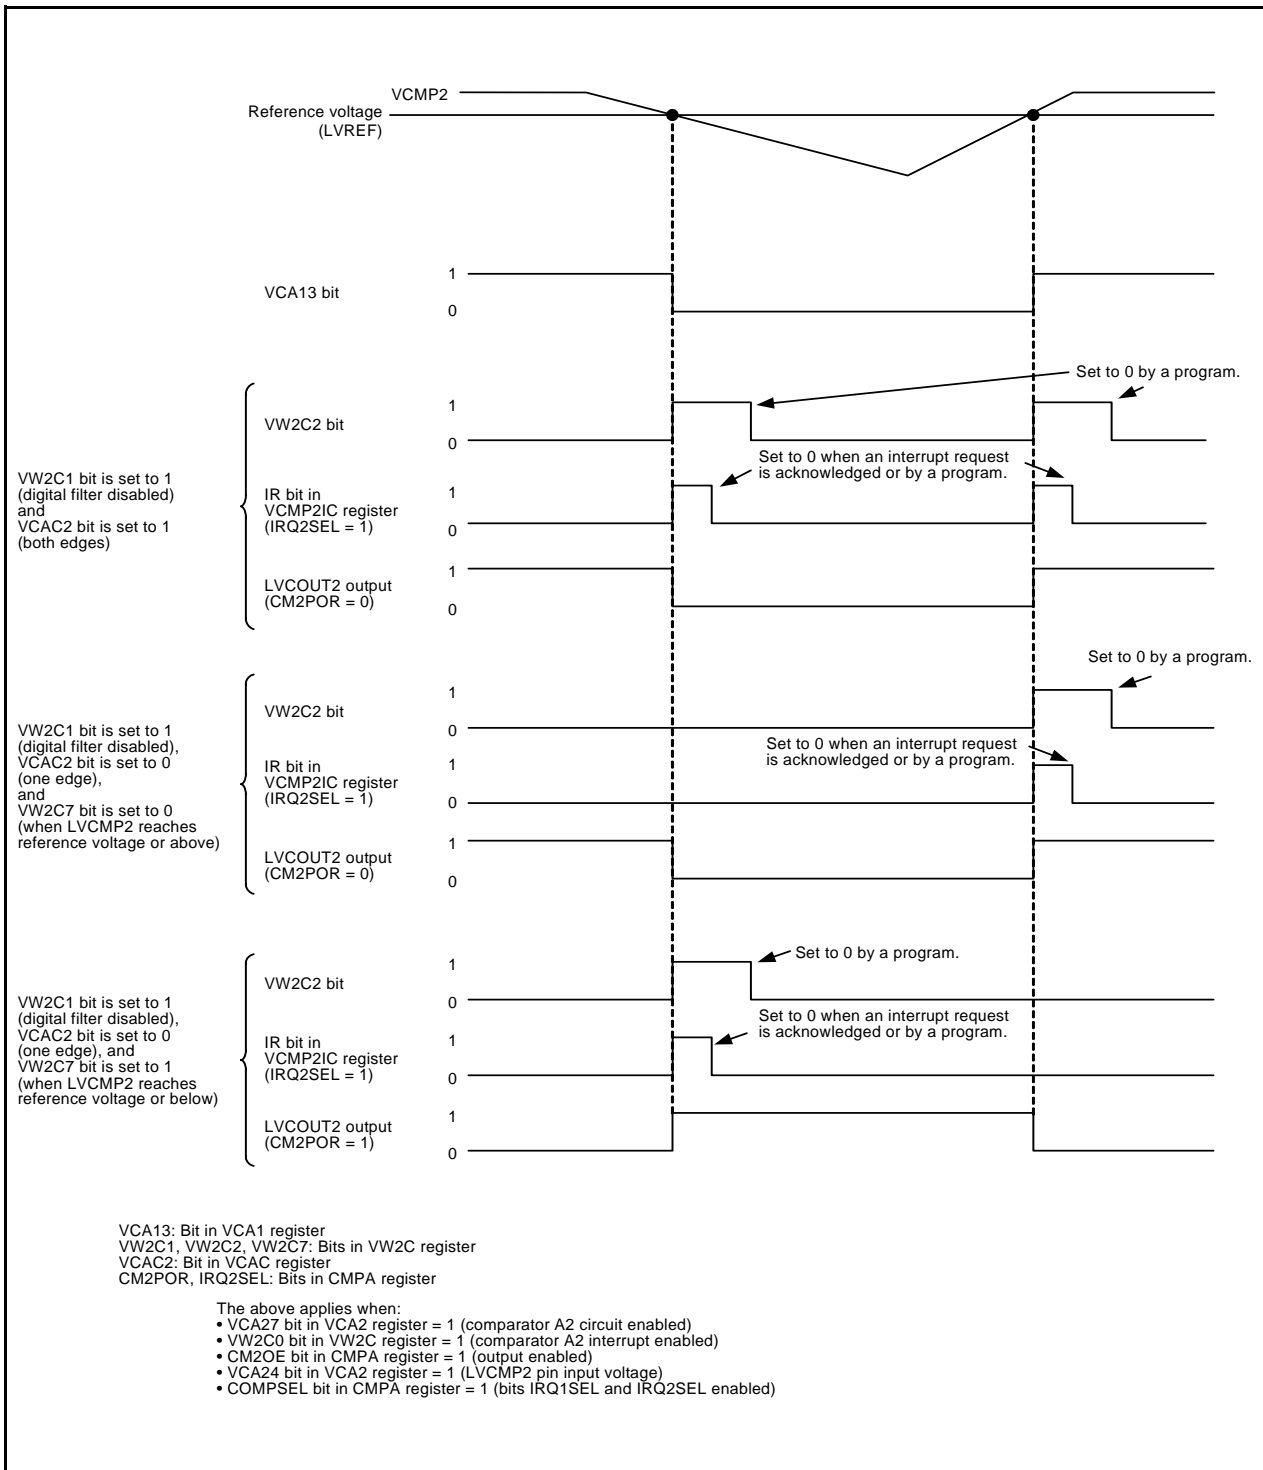 VCMP2
Reference voltage
(LVREF)
1
VCA13 bit
0
Set to 0 by a program.
1
VW2C2 bit
0
Set to 0 when an interrupt request
is acknowledged or by a program.
VW2C1 bit is set to 1
(digital filter disabled)
and
VCAC2 bit is set to 1
(both edges)
1
IR bit in
VCMP2IC register
(IRQ2SEL = 1)
0
1
LVCOUT2 output
(CM2POR = 0)
0
Set to 0 by a program.
1
VW2C2 bit
0
VW2C1 bit is set to 1
(digital filter disabled),
VCAC2 bit is set to 0
(one edge),
and
VW2C7 bit is set to 0
(when LVCMP2 reaches
reference voltage or above)
Set to 0 when an interrupt request
is acknowledged or by a program.
1
IR bit in
VCMP2IC register
(IRQ2SEL = 1)
0
1
LVCOUT2 output
(CM2POR = 0)
0
Set to 0 by a program.
1
VW2C2 bit
0
VW2C1 bit is set to 1
(digital filter disabled),
VCAC2 bit is set to 0
(one edge), and
VW2C7 bit is set to 1
(when LVCMP2 reaches
reference voltage or below)
Set to 0 when an interrupt request
is acknowledged or by a program.
1
IR bit in
VCMP2IC register
(IRQ2SEL = 1)
0
1
LVCOUT2 output
(CM2POR = 1)
0
VCA13: Bit in VCA1 register
VW2C1, VW2C2, VW2C7: Bits in VW2C register
VCAC2: Bit in VCAC register
CM2POR, IRQ2SEL: Bits in CMPA register
The above applies when:
• VCA27 bit in VCA2 register = 1 (comparator A2 circuit enabled)
• VW2C0 bit in VW2C register = 1 (comparator A2 interrupt enabled)
• CM2OE bit in CMPA register = 1 (output enabled)
• VCA24 bit in VCA2 register = 1 (LVCMP2 pin input voltage)
• COMPSEL bit in CMPA register = 1 (bits IRQ1SEL and IRQ2SEL enabled)